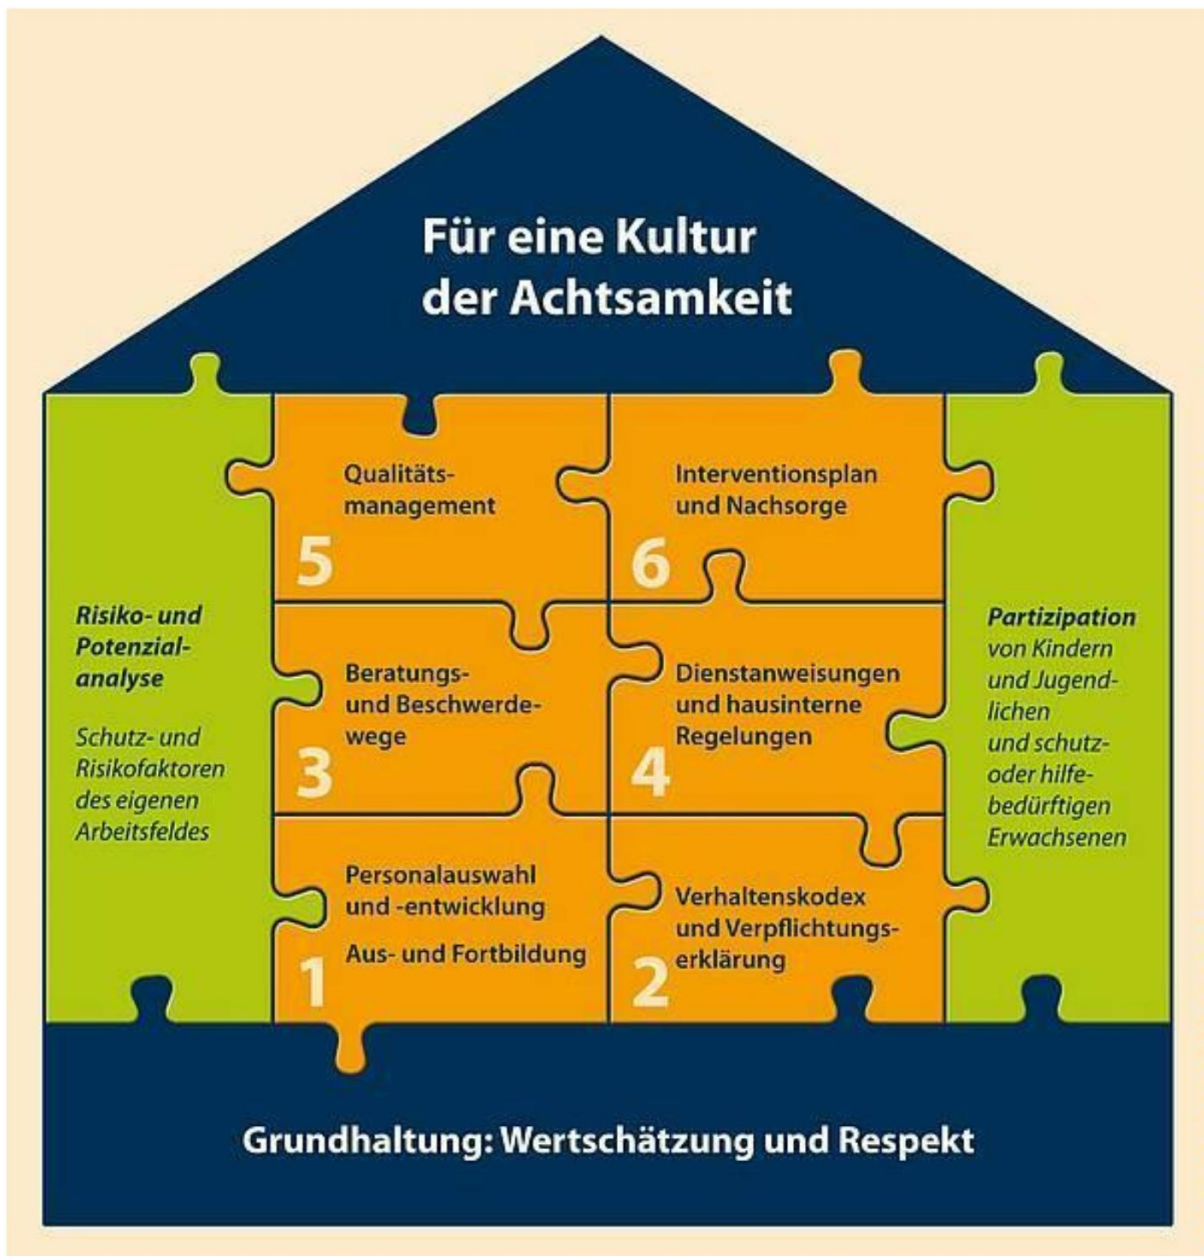 Für eine Kultur
der Achtsamkeit
Risiko- und
Potenzial-
analyse
Schutz- und
Risikofaktoren
des eigenen
Arbeitsfeldes
Qualitäts-
management
5
Interventionsplan
und Nachsorge
6
Beratungs-
und Beschwerde-
wege
3
Dienstanweisungen
und hausinterne
Regelungen
4
Personalauswahl
und -entwicklung
Aus- und Fortbildung
1
Verhaltenskodex
und Verpflichtungs-
erklärung
2
Partizipation
von Kindern
und Jugend-
lichen
und schutz-
oder hilfe-
bedürftigen
Erwachsenen
Grundhaltung: Wertschätzung und Respekt